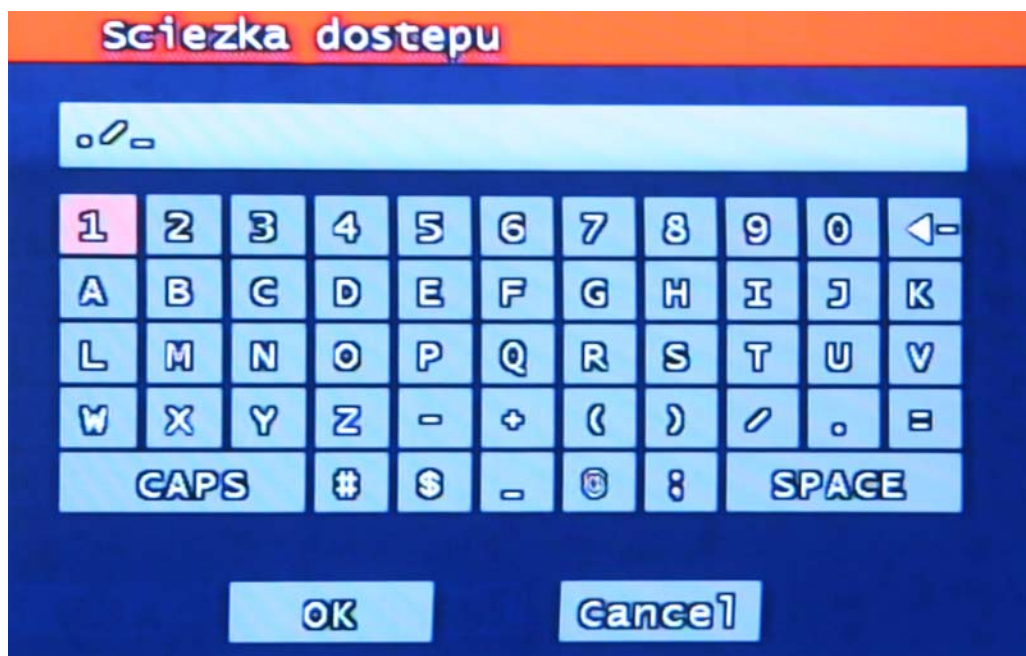 Sciezka dostepu
./_
1 2 3 4 5 6 7 8 9 0 ◁-
A B C D E F G H I J K
L M N O P Q R S T U V
W X Y Z - + ( ) / . =
CAPS # $ _ @ ; SPACE
OK Cancel